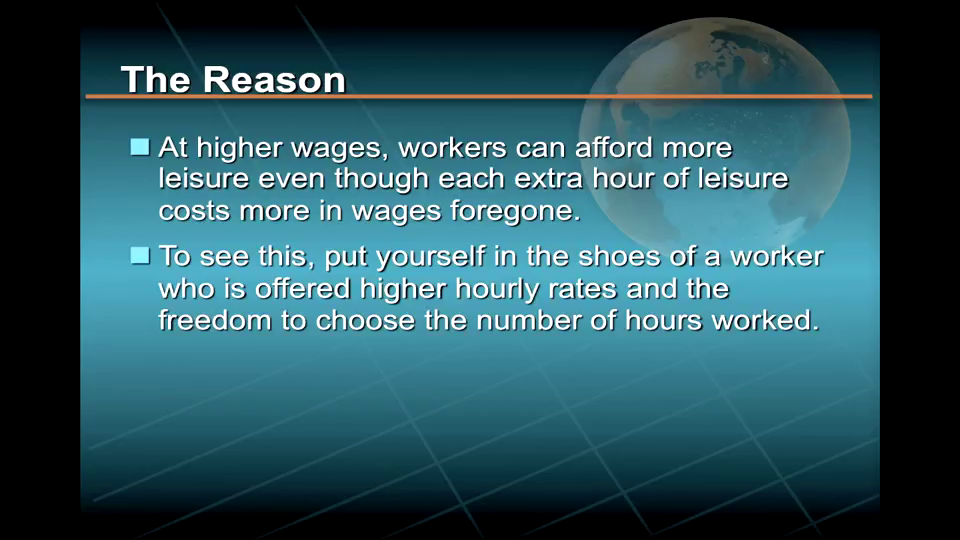 The Reason
At higher wages, workers can afford more
leisure even though each extra hour of leisure
costs more in wages foregone.
To see this, put yourself in the shoes of a worker
who is offered higher hourly rates and the
freedom to choose the number of hours worked.